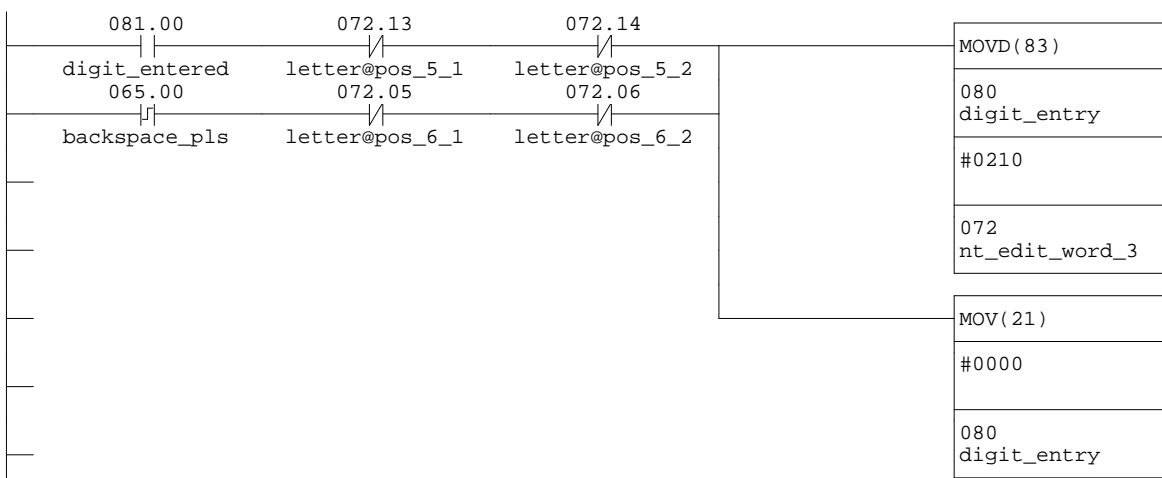 081.00 072.13 072.14
digit_entered letter@pos_5_1 letter@pos_5_2
065.00 072.05 072.06
backspace_pls letter@pos_6_1 letter@pos_6_2
MOVD(83)
080
digit_entry
#0210
072
nt_edit_word_3
MOV(21)
#0000
080
digit_entry